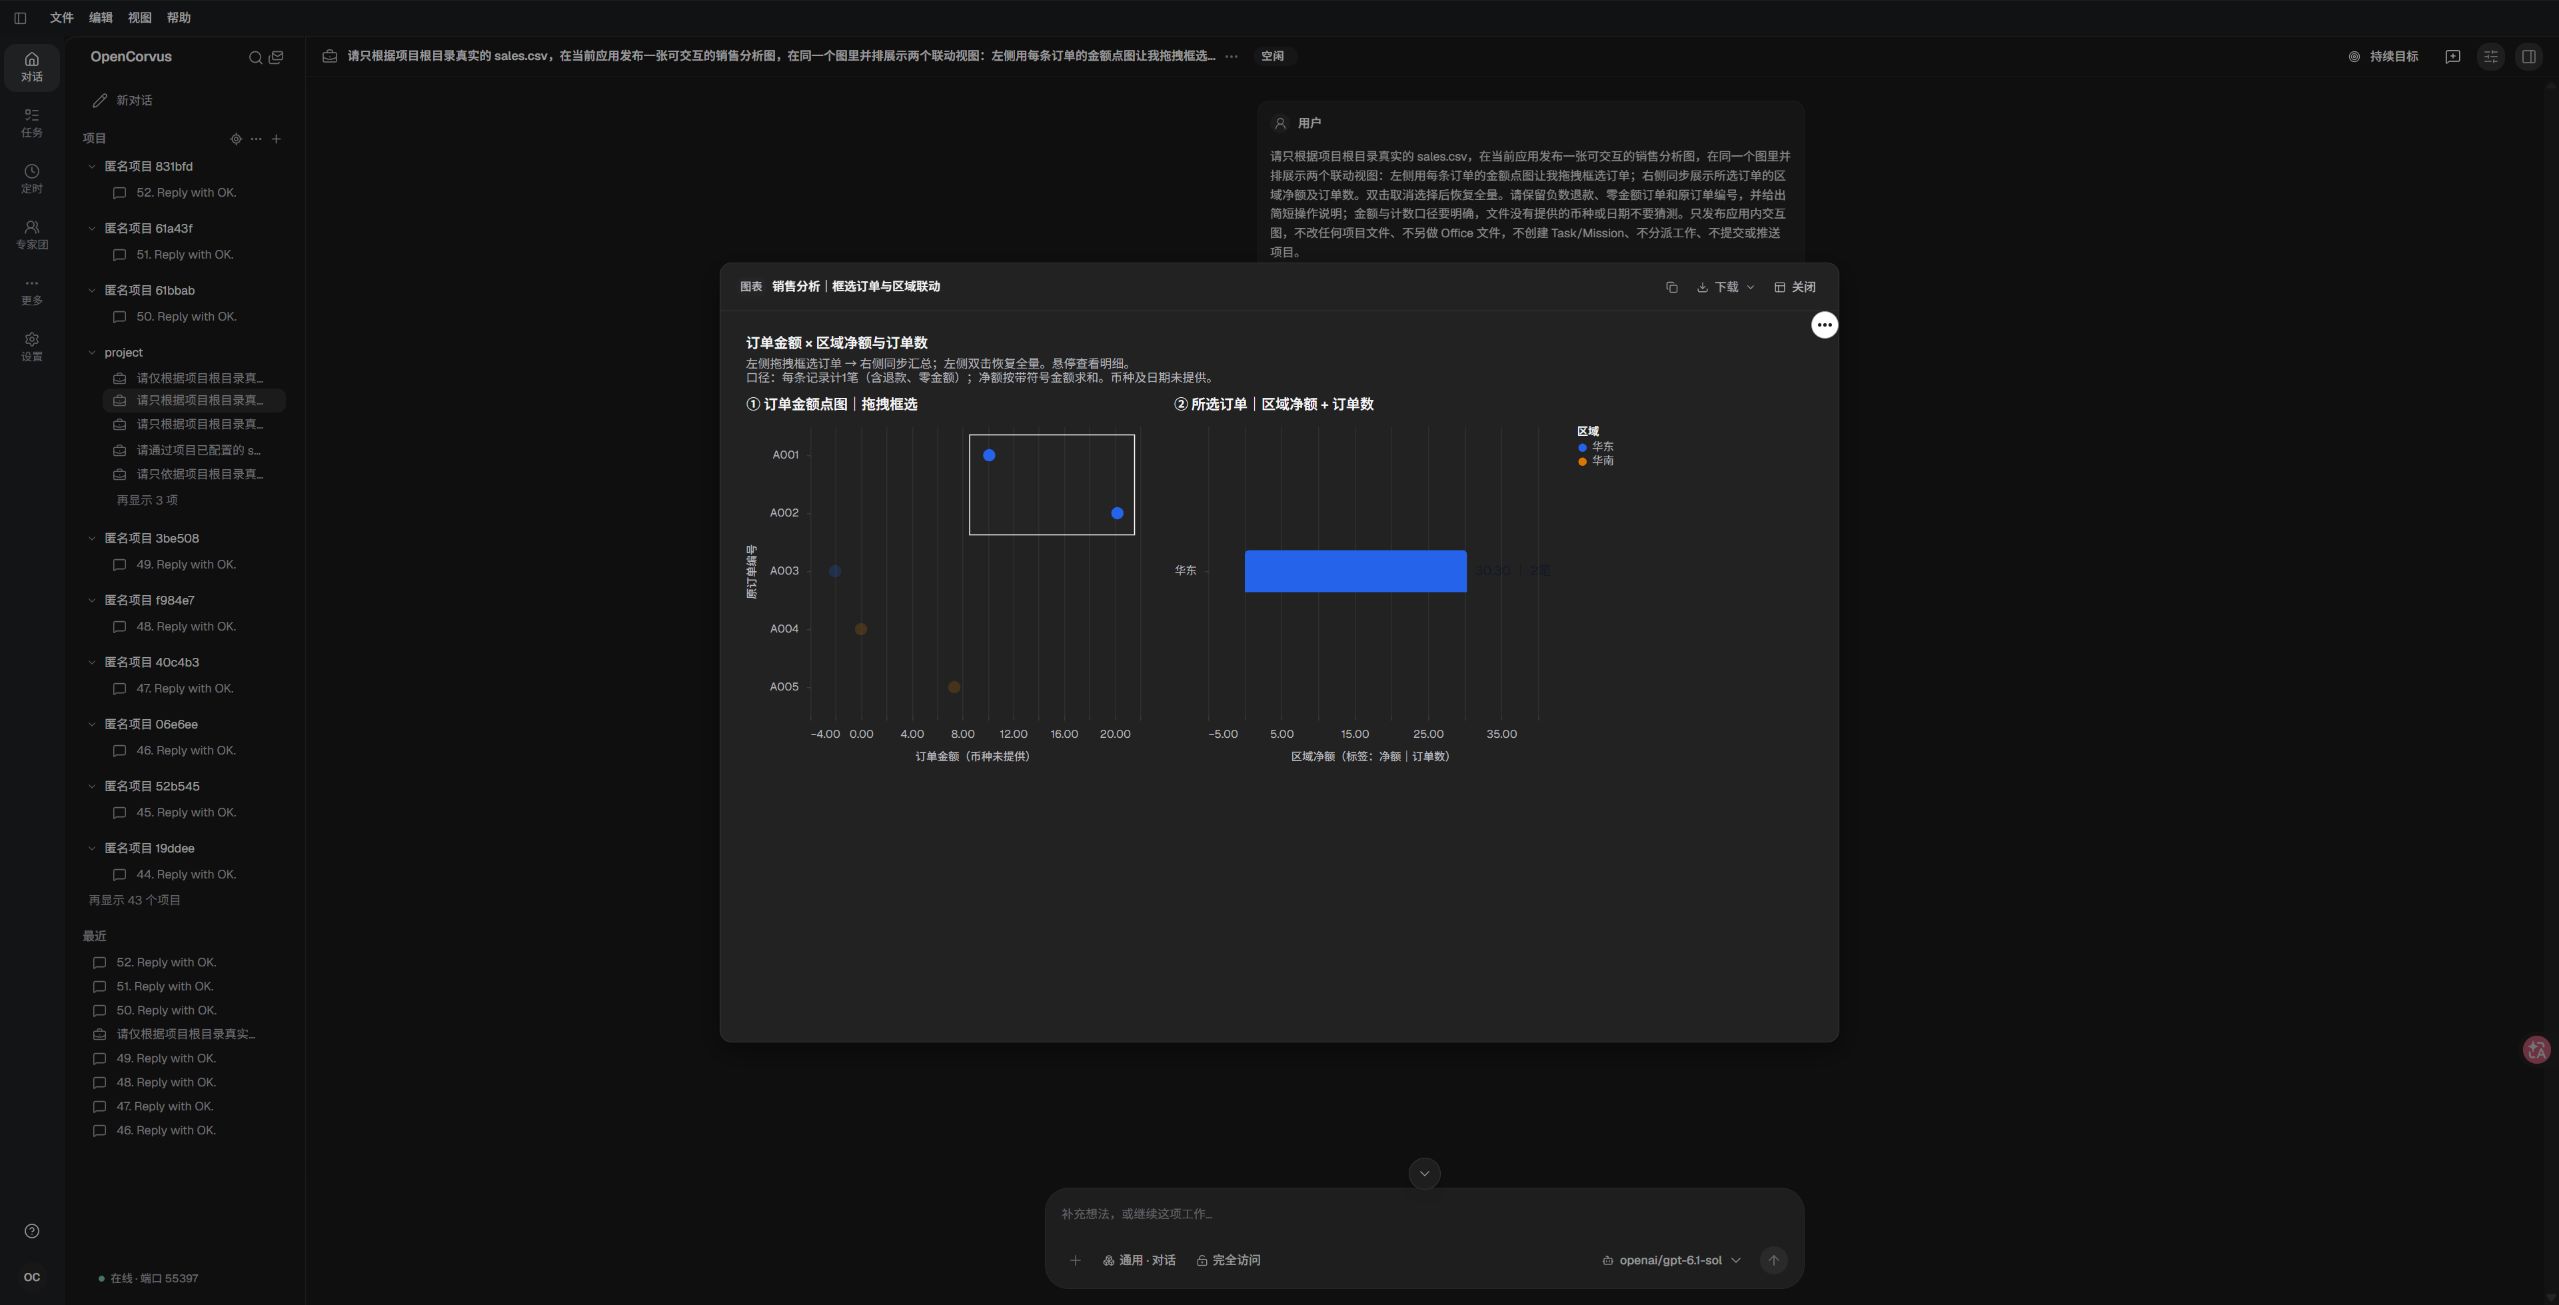 文件 编辑 视图 帮助
对话
任务
定时
专家团
更多
设置
OC
OpenCorvus
新对话
项目
匿名项目 831bfd
52. Reply with OK.
匿名项目 61a43f
51. Reply with OK.
匿名项目 61bbab
50. Reply with OK.
project
请仅根据项目根目录真...
请只根据项目根目录真...
请只根据项目根目录真...
请通过项目已配置的 s...
请只依据项目根目录真...
再显示 3 项
匿名项目 3be508
49. Reply with OK.
匿名项目 f984e7
48. Reply with OK.
匿名项目 40c4b3
47. Reply with OK.
匿名项目 06e6ee
46. Reply with OK.
匿名项目 52b545
45. Reply with OK.
匿名项目 19ddee
44. Reply with OK.
再显示 43 个项目
最近
52. Reply with OK.
51. Reply with OK.
50. Reply with OK.
请仅根据项目根目录真实...
49. Reply with OK.
48. Reply with OK.
47. Reply with OK.
46. Reply with OK.
在线 · 端口 55397
请只根据项目根目录真实的 sales.csv，在当前应用发布一张可交互的销售分析图，在同一个图里并排展示两个联动视图：左侧用每条订单的金额点图让我拖拽框选... 空闲
持续目标
用户
请只根据项目根目录真实的 sales.csv，在当前应用发布一张可交互的销售分析图，在同一个图里并
排展示两个联动视图：左侧用每条订单的金额点图让我拖拽框选订单；右侧同步展示所选订单的区
域净额及订单数。双击取消选择后恢复全量。请保留负数退款、零金额订单和原订单编号，并给出
简短操作说明；金额与计数口径要明确，文件没有提供的币种或日期不要猜测。只发布应用内交互
图，不改任何项目文件、不另做 Office 文件，不创建 Task/Mission、不分派工作、不提交或推送
项目。
图表 销售分析｜框选订单与区域联动
下载 关闭
订单金额 × 区域净额与订单数
左侧拖拽框选订单 → 右侧同步汇总；左侧双击恢复全量。悬停查看明细。
口径：每条记录计1笔（含退款、零金额）；净额按带符号金额求和。币种及日期未提供。
① 订单金额点图｜拖拽框选
原订单编号
A001
A002
A003
A004
A005
−4.00 0.00 4.00 8.00 12.00 16.00 20.00
订单金额（币种未提供）
② 所选订单｜区域净额 + 订单数
华东
30.30 ｜ 2笔
−5.00 5.00 15.00 25.00 35.00
区域净额（标签：净额｜订单数）
区域
华东
华南
补充想法，或继续这项工作...
通用 · 对话 完全访问
openai/gpt-6.1-sol